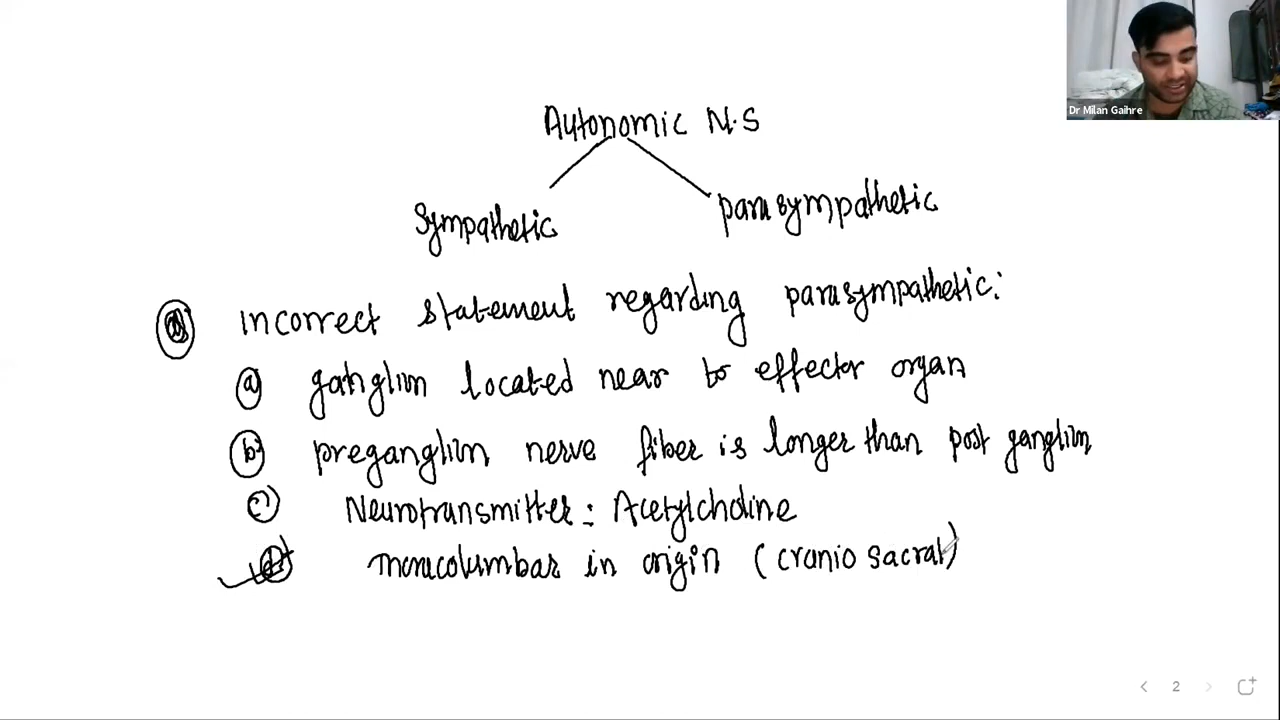 Dr Milan Gaihre
Autonomic N.S
Sympathetic
parasympathetic
incorrect statement regarding parasympathetic:
a) ganglion located near to effector organ
b) preganglion nerve fiber is longer than post ganglion
c) Neurotransmitter: Acetylcholine
d) in origin (cranio sacral)
2